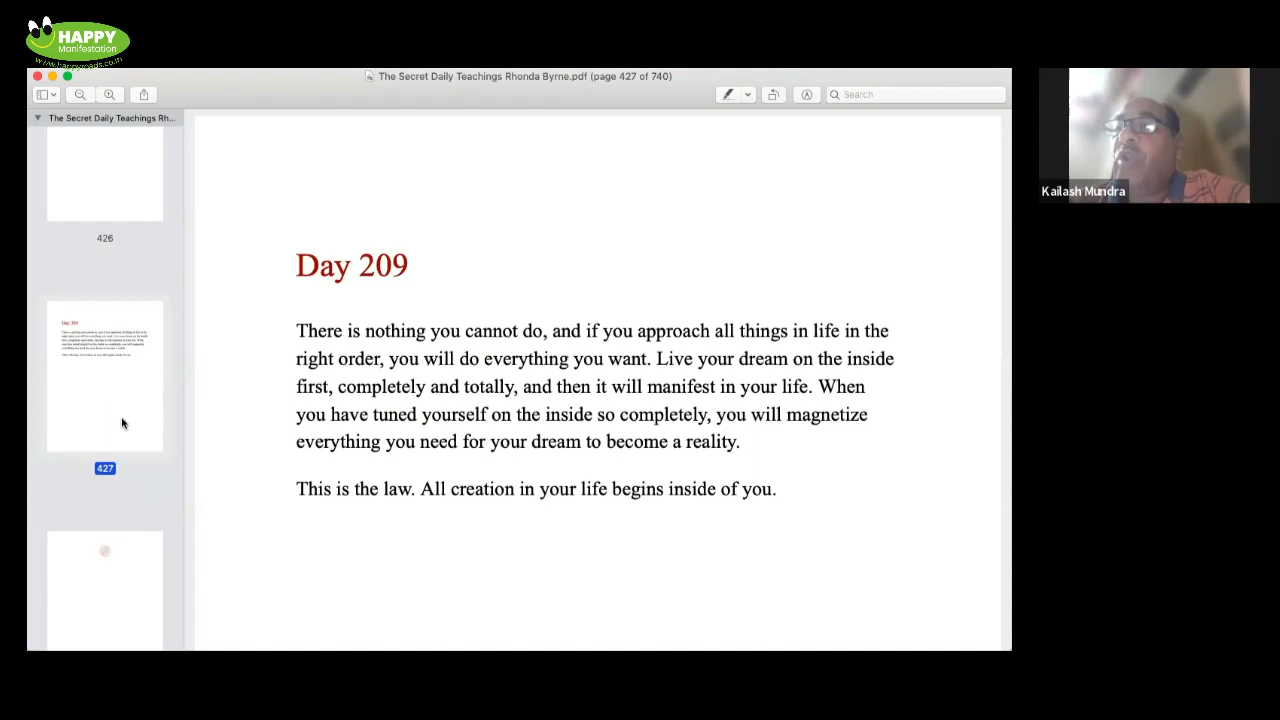 HAPPY
Manifestation
www.happyroads.co.in
The Secret Daily Teachings Rhonda Byrne.pdf (page 427 of 740)
Search
The Secret Daily Teachings Rh...
426
Day 209
There is nothing you cannot do, and if you approach all things in life in the
right order, you will do everything you want. Live your dream on the inside
first, completely and totally, and then it will manifest in your life. When
you have tuned yourself on the inside so completely, you will magnetize
everything you need for your dream to become a reality.
This is the law. All creation in your life begins inside of you.
427
Kailash Mundra